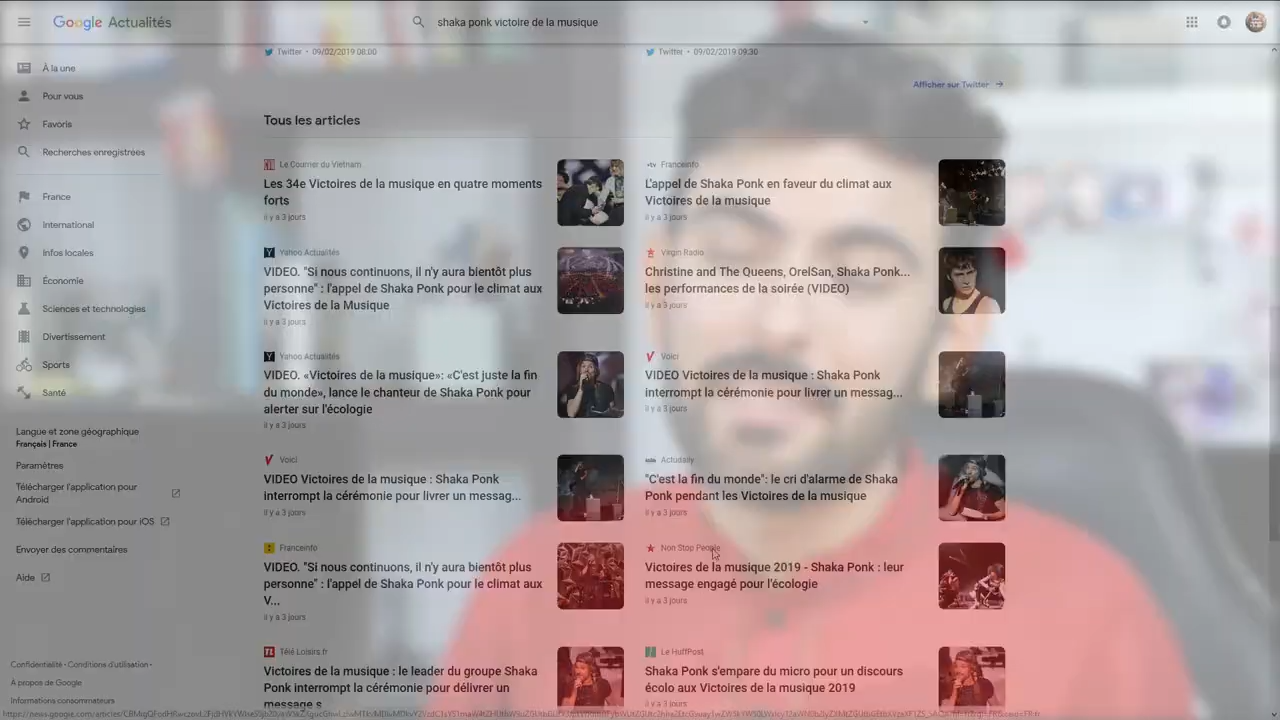 Google Actualités
shaka ponk victoire de la musique
Twitter • 09/02/2019 08:00
Twitter • 09/02/2019 09:30
Afficher sur Twitter
À la une
Pour vous
Favoris
Recherches enregistrées
France
International
Infos locales
Économie
Sciences et technologies
Divertissement
Sports
Santé
Langue et zone géographique
Français | France
Paramètres
Télécharger l'application pour
Android
Télécharger l'application pour iOS
Envoyer des commentaires
Aide
Confidentialité · Conditions d'utilisation ·
À propos de Google
Informations consommateurs
Tous les articles
Le Courrier du Vietnam
Les 34e Victoires de la musique en quatre moments
forts
il y a 3 jours
Franceinfo
L'appel de Shaka Ponk en faveur du climat aux
Victoires de la musique
il y a 3 jours
Yahoo Actualités
VIDEO. "Si nous continuons, il n'y aura bientôt plus
personne" : l'appel de Shaka Ponk pour le climat aux
Victoires de la Musique
il y a 3 jours
Virgin Radio
Christine and The Queens, OrelSan, Shaka Ponk...
les performances de la soirée (VIDEO)
il y a 3 jours
Yahoo Actualités
VIDEO. «Victoires de la musique»: «C'est juste la fin
du monde», lance le chanteur de Shaka Ponk pour
alerter sur l'écologie
il y a 3 jours
Voici
VIDEO Victoires de la musique : Shaka Ponk
interrompt la cérémonie pour livrer un messag...
il y a 3 jours
Voici
VIDEO Victoires de la musique : Shaka Ponk
interrompt la cérémonie pour livrer un messag...
il y a 3 jours
Actudaily
"C'est la fin du monde": le cri d'alarme de Shaka
Ponk pendant les Victoires de la musique
il y a 3 jours
Franceinfo
VIDEO. "Si nous continuons, il n'y aura bientôt plus
personne" : l'appel de Shaka Ponk pour le climat aux
V...
il y a 3 jours
Non Stop People
Victoires de la musique 2019 - Shaka Ponk : leur
message engagé pour l'écologie
il y a 3 jours
Télé Loisirs.fr
Victoires de la musique : le leader du groupe Shaka
Ponk interrompt la cérémonie pour délivrer un
message s
Le HuffPost
Shaka Ponk s'empare du micro pour un discours
écolo aux Victoires de la musique 2019
il y a 3 jours